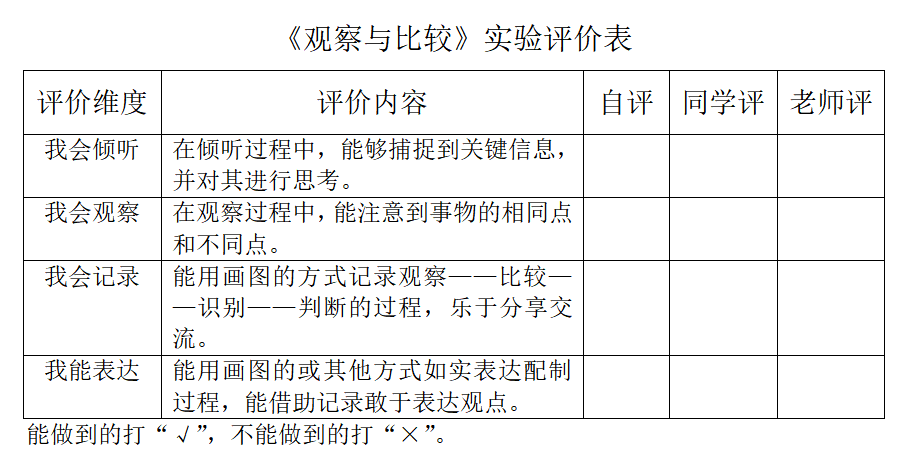 《观察与比较》实验评价表
评价维度 评价内容 自评 同学评 老师评
我会倾听 在倾听过程中，能够捕捉到关键信息，
并对其进行思考。
我会观察 在观察过程中，能注意到事物的相同点
和不同点。
我会记录 能用画图的方式记录观察——比较—
—识别——判断的过程，乐于分享交
流。
我能表达 能用画图的或其他方式如实表达配制
过程，能借助记录敢于表达观点。
能做到的打“√”，不能做到的打“×”。